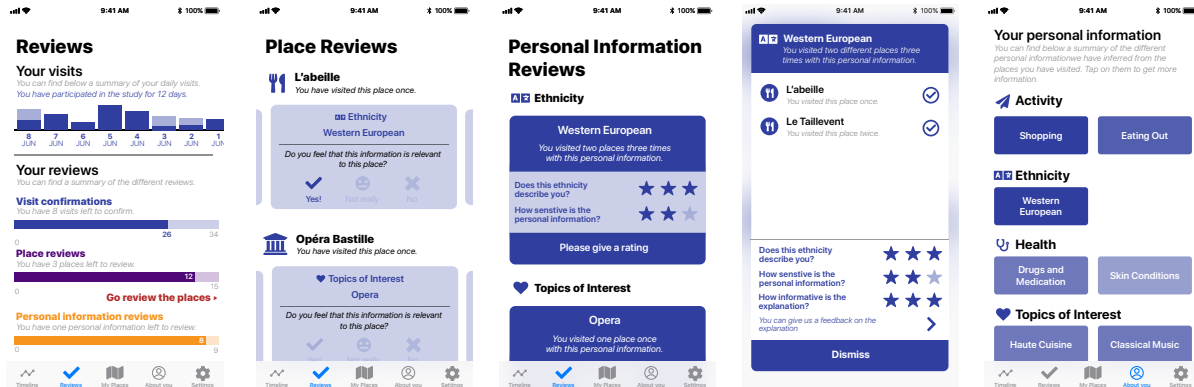 9:41 AM
100%
Reviews
Your visits
You can find below a summary of your daily visits.
You have participated in the study for 12 days.
8 7 6 5 4 3 2 1
JUN JUN JUN JUN JUN JUN JUN JUN
Your reviews
You can find a summary of the different reviews.
Visit confirmations
You have 8 visits left to confirm.
26
34
0
Place reviews
You have 3 places left to review.
12
0
15
Go review the places ▸
Personal information reviews
You have one personal information left to review.
8
0
9
Timeline Reviews My Places About you Settings
9:41 AM
100%
Place Reviews
L'abeille
You have visited this place once.
Ethnicity
Western European
Do you feel that this information is relevant
to this place?
Yes! Not really No
Opéra Bastille
You have visited this place once.
Topics of Interest
Opera
Do you feel that this information is relevant
to this place?
Yes! Not really No
Timeline Reviews My Places About you Settings
9:41 AM
100%
Personal Information
Reviews
Ethnicity
Western European
You visited two places three times
with this personal information.
Does this ethnicity
describe you?
How senstive is the
personal information?
Please give a rating
Topics of Interest
Opera
You visited one place once
with this personal information.
Timeline Reviews My Places About you Settings
9:41 AM
100%
Western European
You visited two different places three
times with this personal information.
L'abeille
You visited this place once.
Le Taillevent
You visited this place twice.
Does this ethnicity
describe you?
How senstive is the
personal information?
How informative is the
explanation?
You can give us a feedback on the
explanation
Dismiss
9:41 AM
100%
Your personal information
You can find below a summary of the different
personal informationwe have inferred from the
places you have visited. Tap on them to get more
information.
Activity
Shopping
Eating Out
Ethnicity
Western
European
Health
Drugs and
Medication
Skin Conditions
Topics of Interest
Haute Cuisine
Classical Music
Timeline Reviews My Places About you Settings